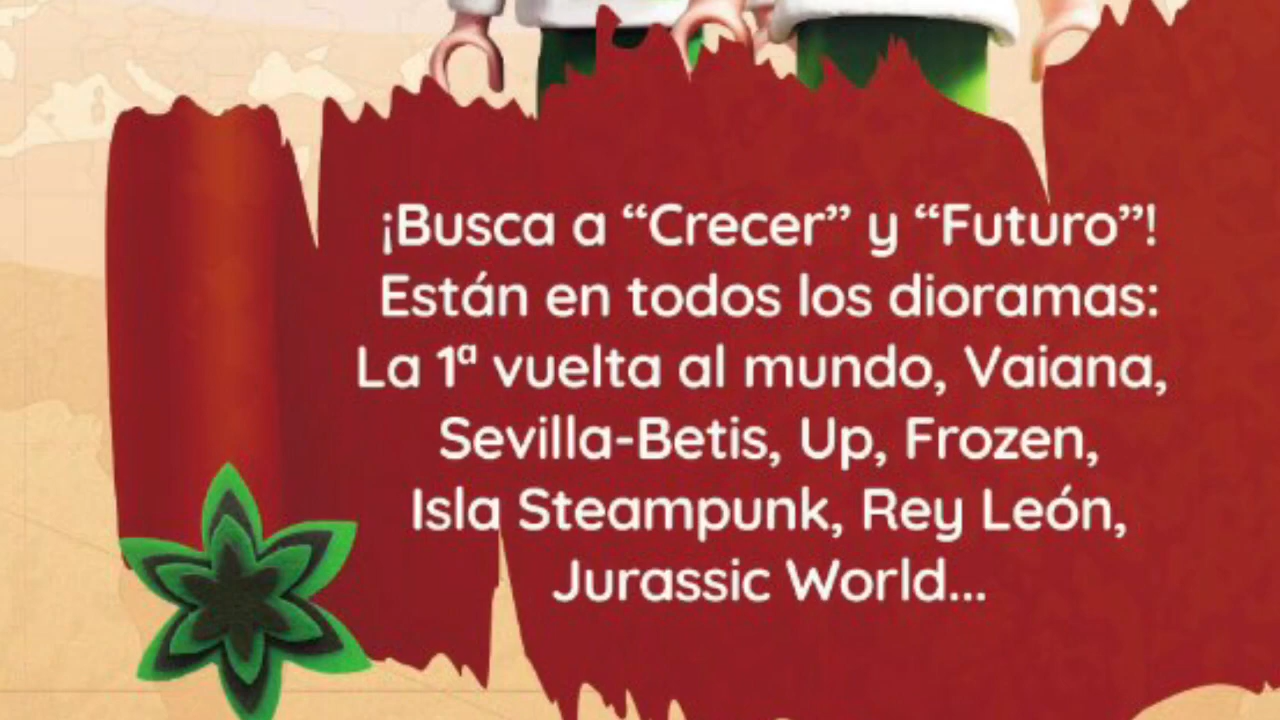 ¡Busca a “Crecer” y “Futuro”!
Están en todos los dioramas:
La 1ª vuelta al mundo, Vaiana,
Sevilla-Betis, Up, Frozen,
Isla Steampunk, Rey León,
Jurassic World...